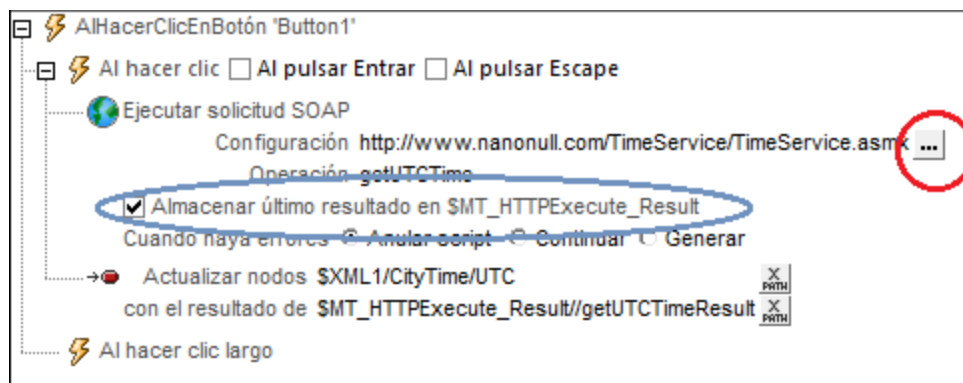 AlHacerClicEnBotón 'Button1'
Al hacer clic Al pulsar Entrar Al pulsar Escape
Ejecutar solicitud SOAP
Configuración http://www.nanonull.com/TimeService/TimeService.asmx ...
Operación getUTCTime
Almacenar último resultado en $MT_HTTPExecute_Result
Cuando haya errores Anular script Continuar Generar
Actualizar nodos $XML1/CityTime/UTC X PATH
con el resultado de $MT_HTTPExecute_Result//getUTCTimeResult X PATH
Al hacer clic largo